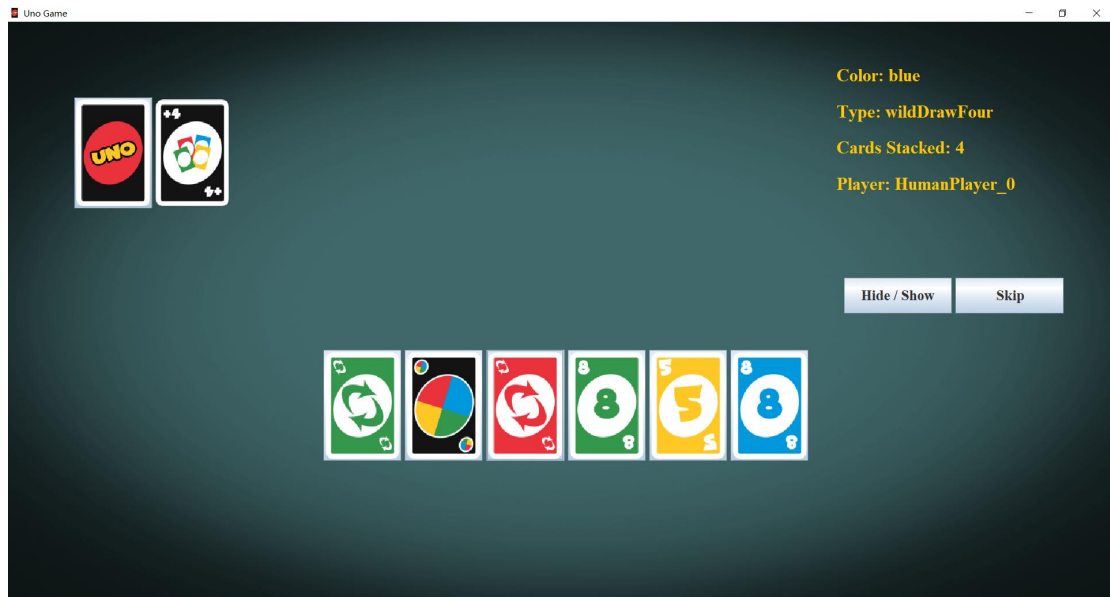 Uno Game
Color: blue
Type: wildDrawFour
Cards Stacked: 4
Player: HumanPlayer_0
UNO
+4
+4
Hide / Show
Skip
8
8
8
5
5
5
8
8
8